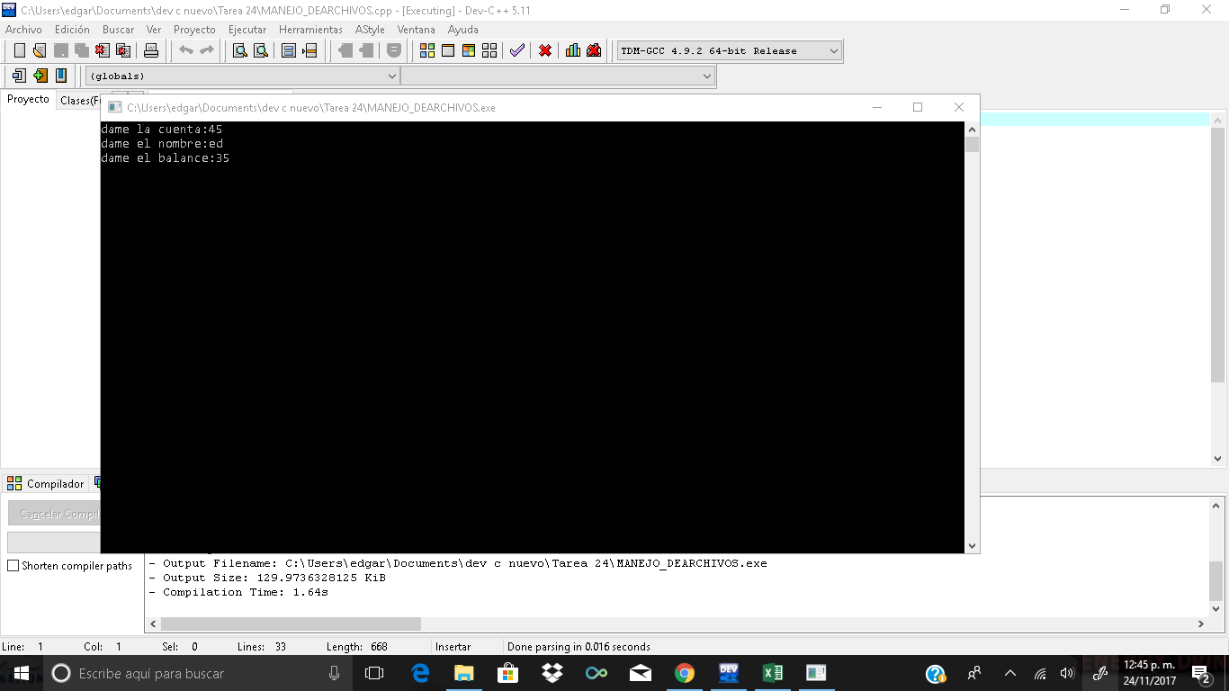 C:\Users\edgar\Documents\dev c nuevo\Tarea 24\MANEJO_DEARCHIVOS.cpp - [Executing] - Dev-C++ 5.11
Archivo Edición Buscar Ver Proyecto Ejecutar Herramientas AStyle Ventana Ayuda
TDM-GCC 4.9.2 64-bit Release
(globals)
Proyecto Clases(F
C:\Users\edgar\Documents\dev c nuevo\Tarea 24\MANEJO_DEARCHIVOS.exe
dame la cuenta:45
dame el nombre:ed
dame el balance:35
Compilador
Cancelar Compil
Shorten compiler paths
- Output Filename: C:\Users\edgar\Documents\dev c nuevo\Tarea 24\MANEJO_DEARCHIVOS.exe
- Output Size: 129.9736328125 KiB
- Compilation Time: 1.64s
Line: 1 Col: 1 Sel: 0 Lines: 33 Length: 668 Insertar Done parsing in 0.016 seconds
Escribe aquí para buscar
DEV
12:45 p. m.
24/11/2017
2